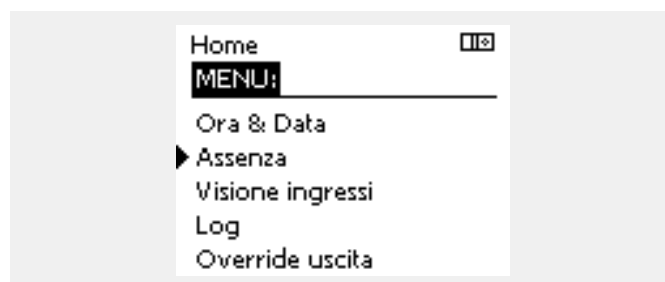 Home
MENU:
Ora & Data
Assenza
Visione ingressi
Log
Override uscita